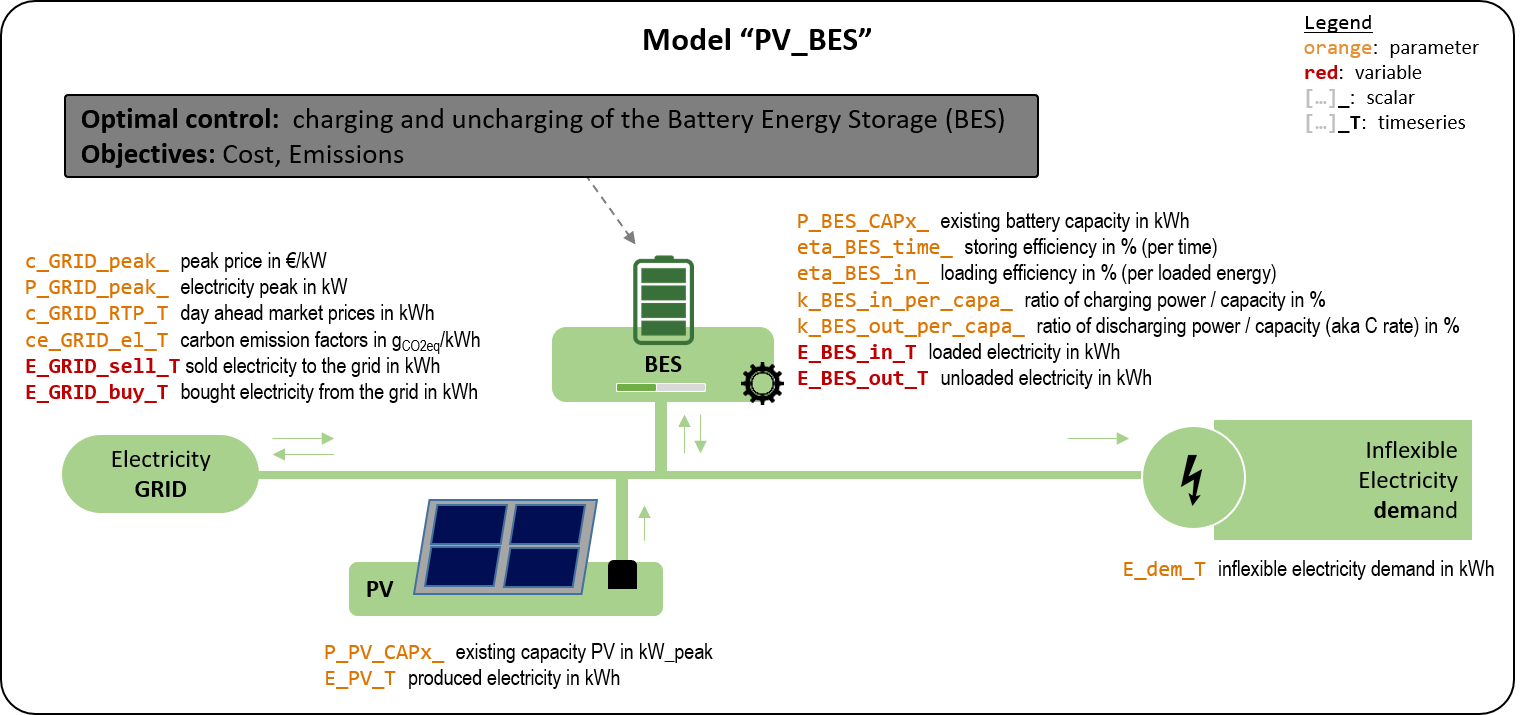 Model “PV_BES”
Legend
orange: parameter
red: variable
[…]_: scalar
[…]_T: timeseries
Optimal control: charging and uncharging of the Battery Energy Storage (BES)
Objectives: Cost, Emissions
c_GRID_peak_ peak price in €/kW
P_GRID_peak_ electricity peak in kW
c_GRID_RTP_T day ahead market prices in kWh
ce_GRID_el_T carbon emission factors in gCO2eq/kWh
E_GRID_sell_T sold electricity to the grid in kWh
E_GRID_buy_T bought electricity from the grid in kWh
P_BES_CAPx_ existing battery capacity in kWh
eta_BES_time_ storing efficiency in % (per time)
eta_BES_in_ loading efficiency in % (per loaded energy)
k_BES_in_per_capa_ ratio of charging power / capacity in %
k_BES_out_per_capa_ ratio of discharging power / capacity (aka C rate) in %
E_BES_in_T loaded electricity in kWh
E_BES_out_T unloaded electricity in kWh
BES
Electricity
GRID
Inflexible
Electricity
demand
PV
E_dem_T inflexible electricity demand in kWh
P_PV_CAPx_ existing capacity PV in kW_peak
E_PV_T produced electricity in kWh